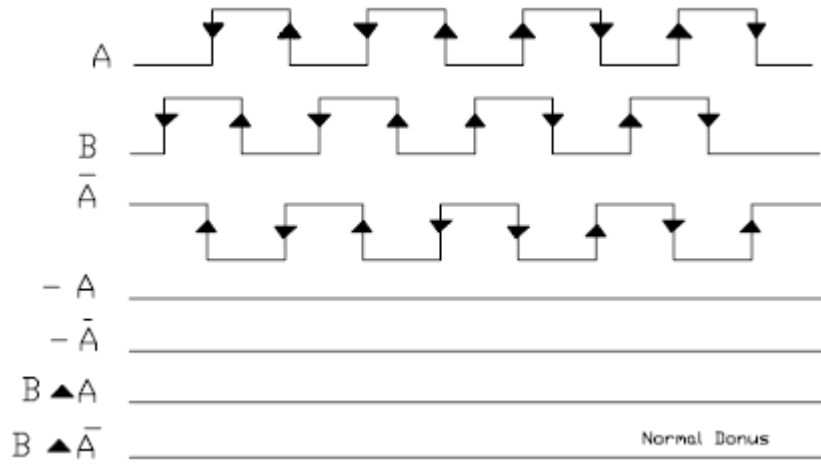 A
B
Ā
- A
- Ā
B ▲ A
B ▲ Ā
Normal Donus